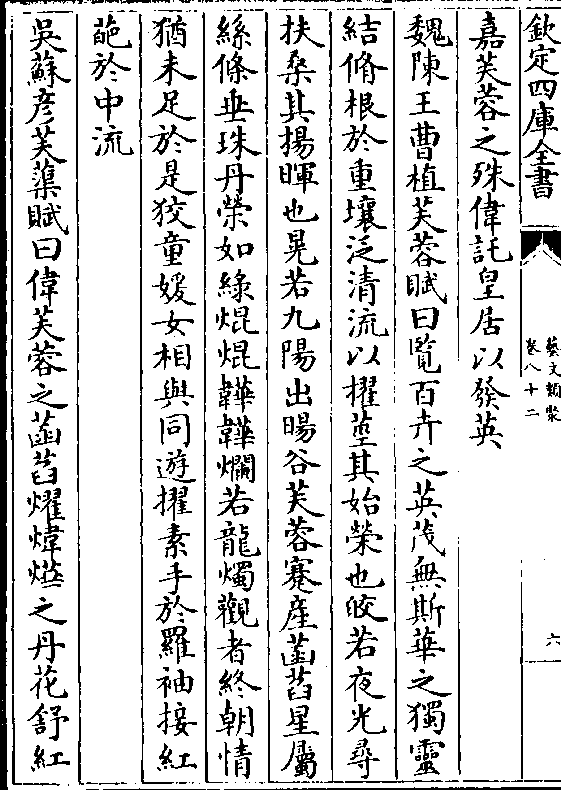 欽定四庫全書
藝文類聚
卷八十二
六
嘉芙蓉之殊偉託皇居以發英
魏陳王曹植芙蓉賦曰覽百卉之英茂無斯華之獨靈
結脩根於重壤泛清流以擢莖其始榮也皎若夜光尋
扶桑其揚暉也晃若九陽出暘谷芙蓉蹇產菡萏星屬
絲條垂珠丹榮如綠焜焜韡韡爛若龍燭觀者終朝情
猶未足於是狡童媛女相與同遊擢素手於羅袖接紅
葩於中流
吳蘇彥芙蕖賦曰偉芙蓉之菡萏燿煒燁之丹花舒紅